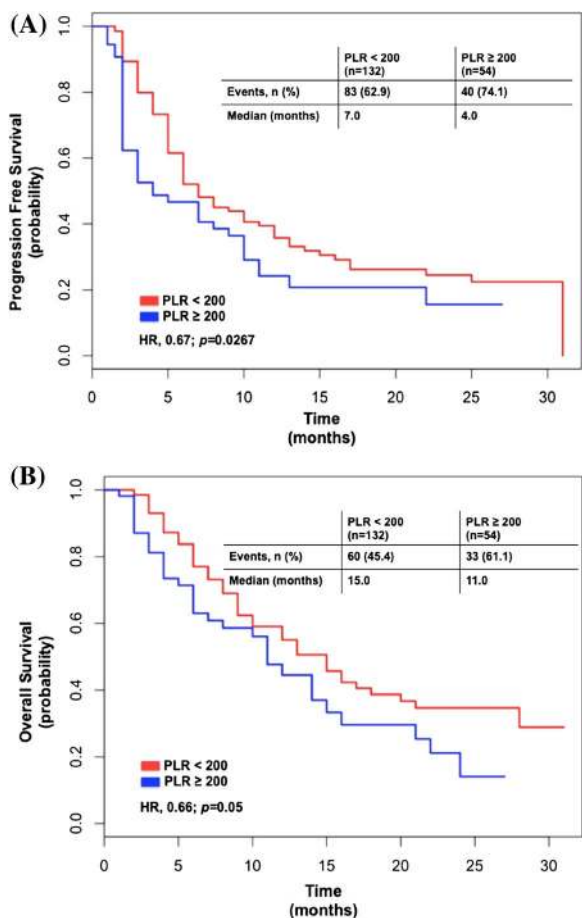 (A)
PLR < 200
(n=132)
PLR ≥ 200
(n=54)
Events, n (%)
83 (62.9)
40 (74.1)
Median (months)
7.0
4.0
Progression Free Survival
(probability)
1.0
0.8
0.6
0.4
0.2
0.0
PLR < 200
PLR ≥ 200
HR, 0.67; p=0.0267
0 5 10 15 20 25 30
Time
(months)
(B)
PLR < 200
(n=132)
PLR ≥ 200
(n=54)
Events, n (%)
60 (45.4)
33 (61.1)
Median (months)
15.0
11.0
Overall Survival
(probability)
1.0
0.8
0.6
0.4
0.2
0.0
PLR < 200
PLR ≥ 200
HR, 0.66; p=0.05
0 5 10 15 20 25 30
Time
(months)